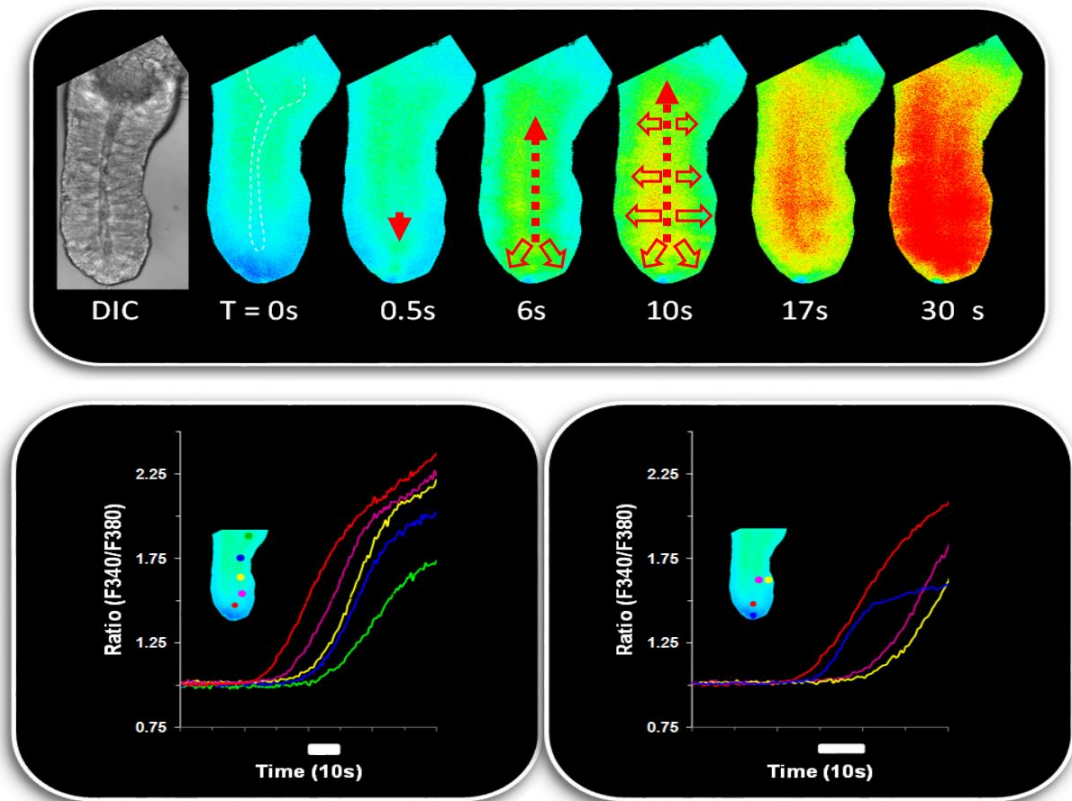 DIC T = 0s 0.5s 6s 10s 17s 30 s
Ratio (F340/F380)
2.25
1.75
1.25
0.75
Time (10s)
Ratio (F340/F380)
2.25
1.75
1.25
0.75
Time (10s)